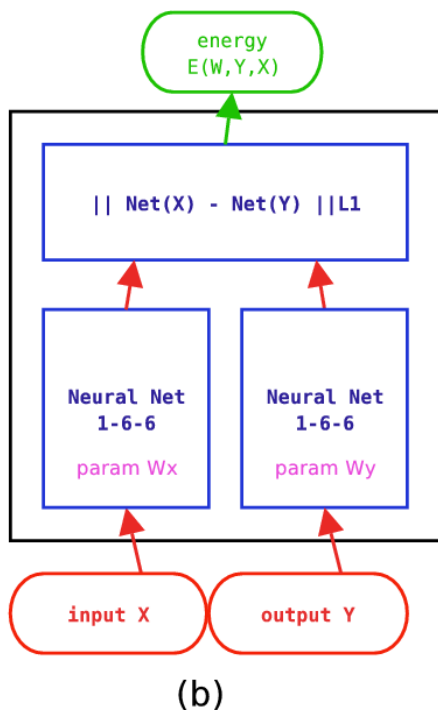 energy
E(W,Y,X)
|| Net(X) - Net(Y) ||L1
Neural Net
1-6-6
param Wx
Neural Net
1-6-6
param Wy
input X
output Y
(b)